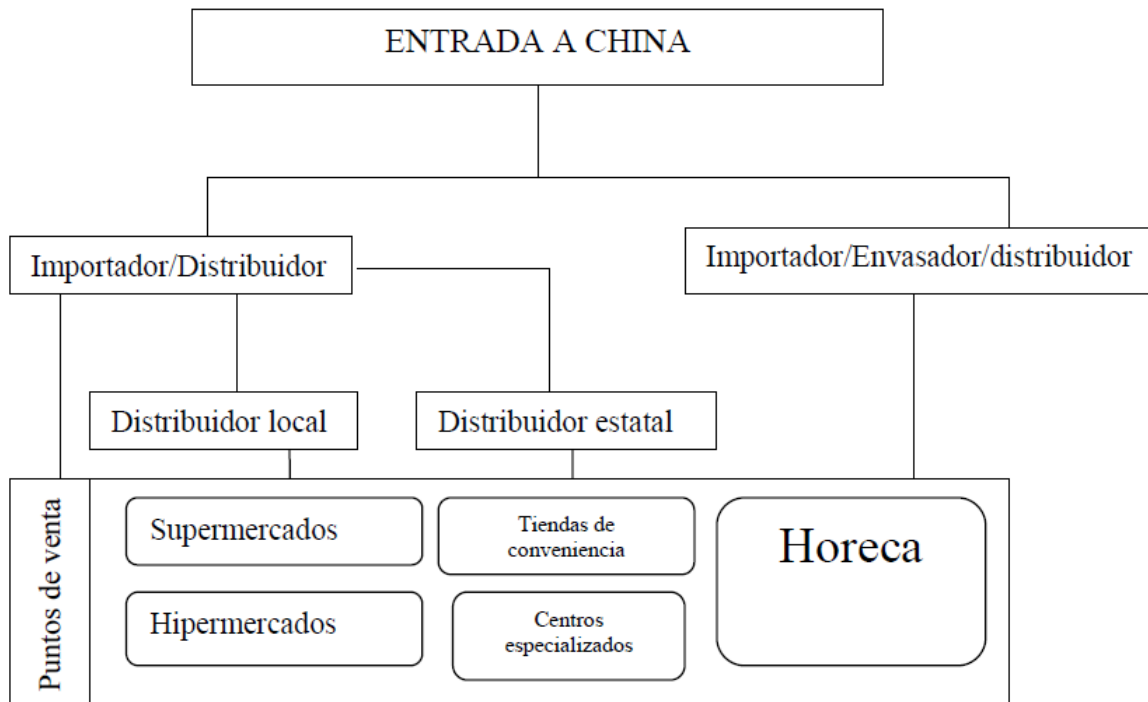 ENTRADA A CHINA
Importador/Distribuidor
Importador/Envasador/distribuidor
Distribuidor local
Distribuidor estatal
Puntos de venta
Supermercados
Tiendas de
conveniencia
Horeca
Hipermercados
Centros
especializados